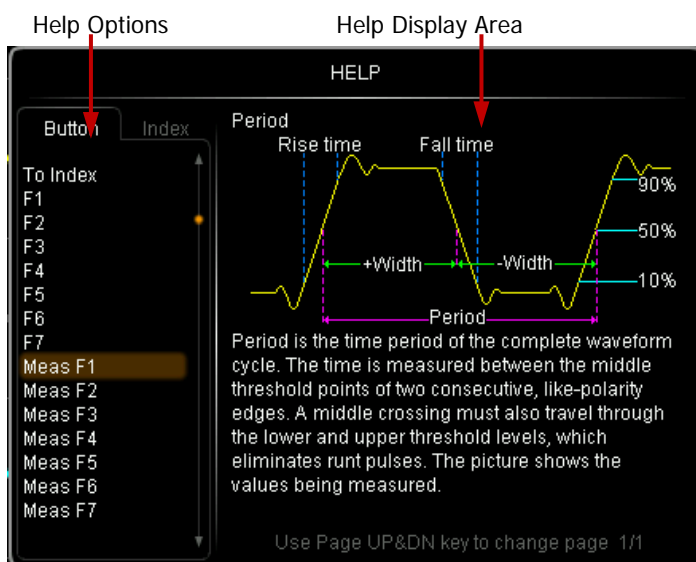 Help Options
Help Display Area
HELP
Button
Index
To Index
F1
F2
F3
F4
F5
F6
F7
Meas F1
Meas F2
Meas F3
Meas F4
Meas F5
Meas F6
Meas F7
Period
Rise time
Fall time
90%
50%
+Width
-Width
10%
Period
Period is the time period of the complete waveform
cycle. The time is measured between the middle
threshold points of two consecutive, like-polarity
edges. A middle crossing must also travel through
the lower and upper threshold levels, which
eliminates runt pulses. The picture shows the
values being measured.
Use Page UP&DN key to change page 1/1